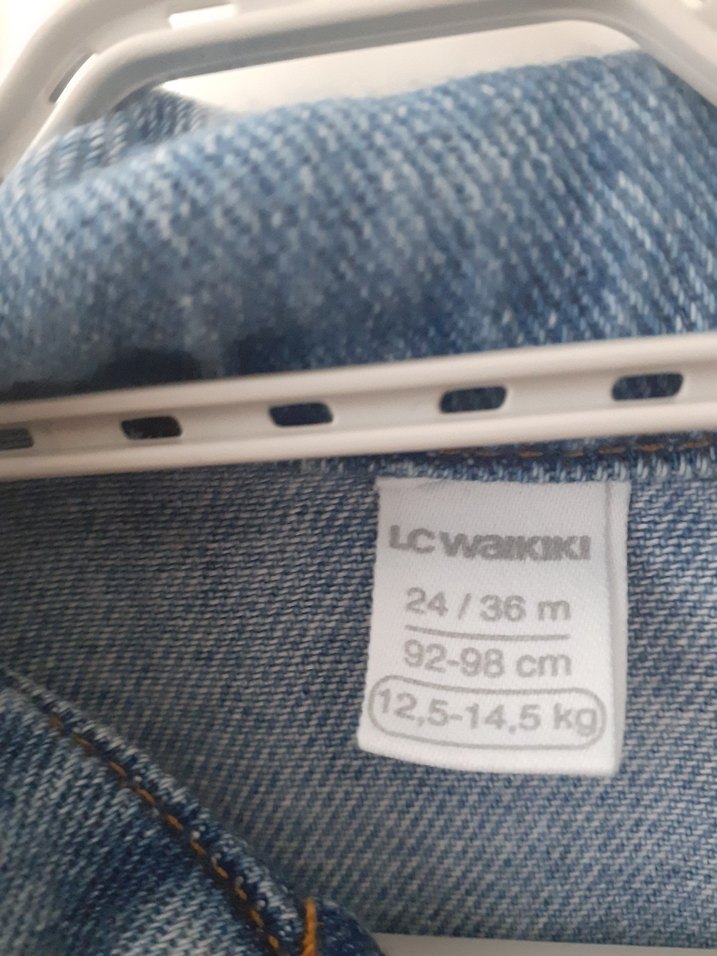 LC WAIKIKI
24 / 36 m
92-98 cm
12,5-14,5 kg